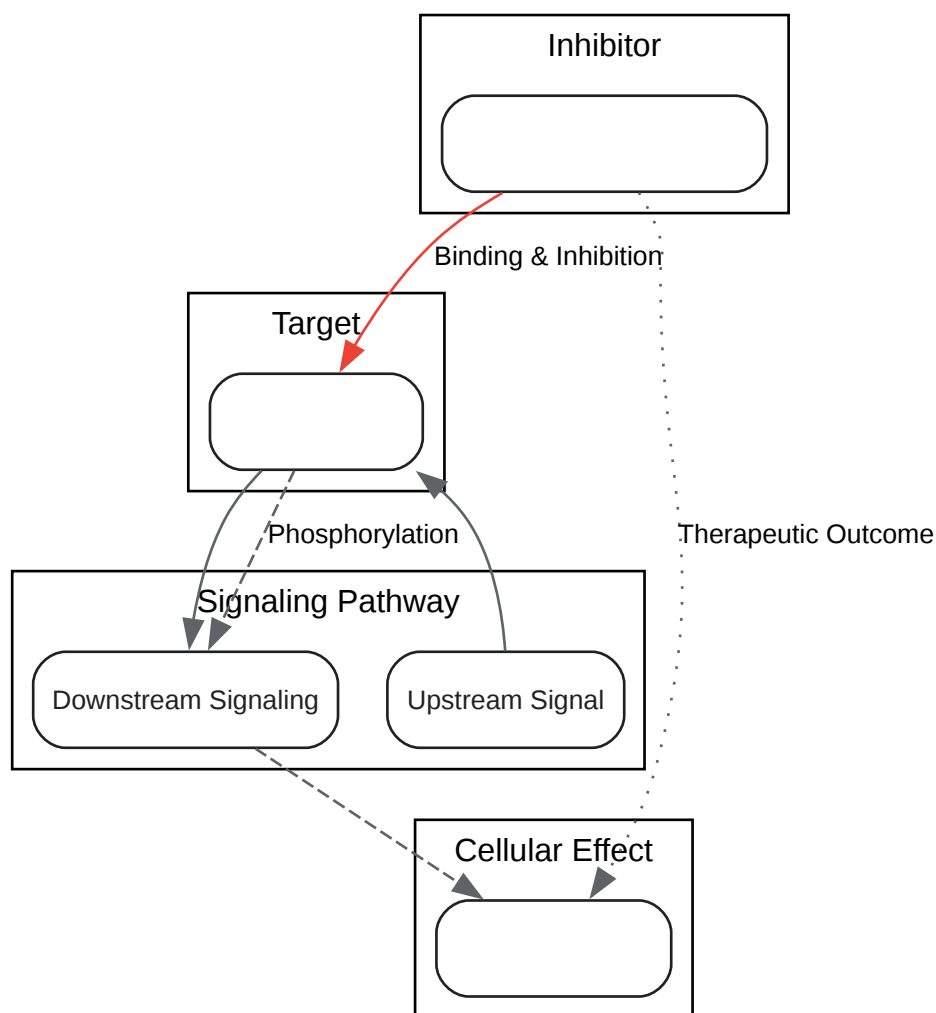 Inhibitor
Binding & Inhibition
Target
Phosphorylation
Therapeutic Outcome
Signaling Pathway
Downstream Signaling
Upstream Signal
Cellular Effect